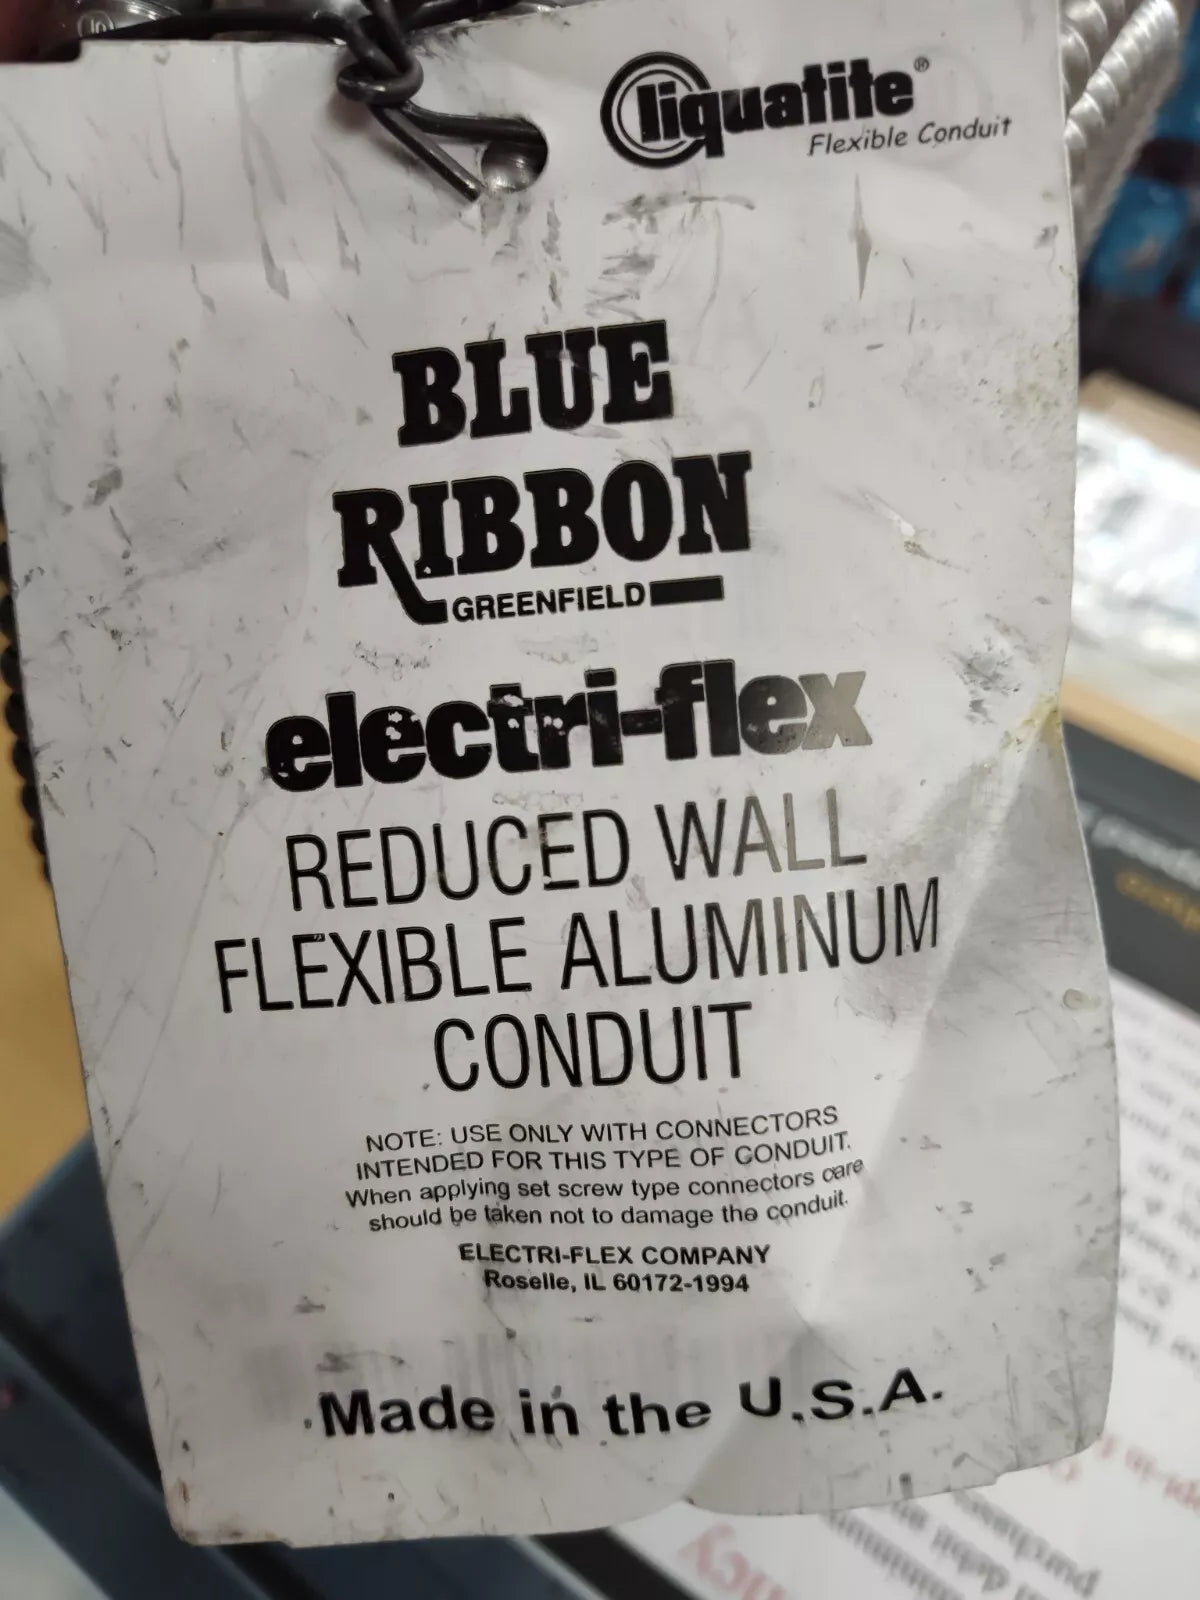 liquatite®
Flexible Conduit
BLUE
RIBBON
GREENFIELD
electri-flex
REDUCED WALL
FLEXIBLE ALUMINUM
CONDUIT
NOTE: USE ONLY WITH CONNECTORS
INTENDED FOR THIS TYPE OF CONDUIT.
When applying set screw type connectors care
should be taken not to damage the conduit.
ELECTRI-FLEX COMPANY
Roselle, IL 60172-1994
Made in the U.S.A.